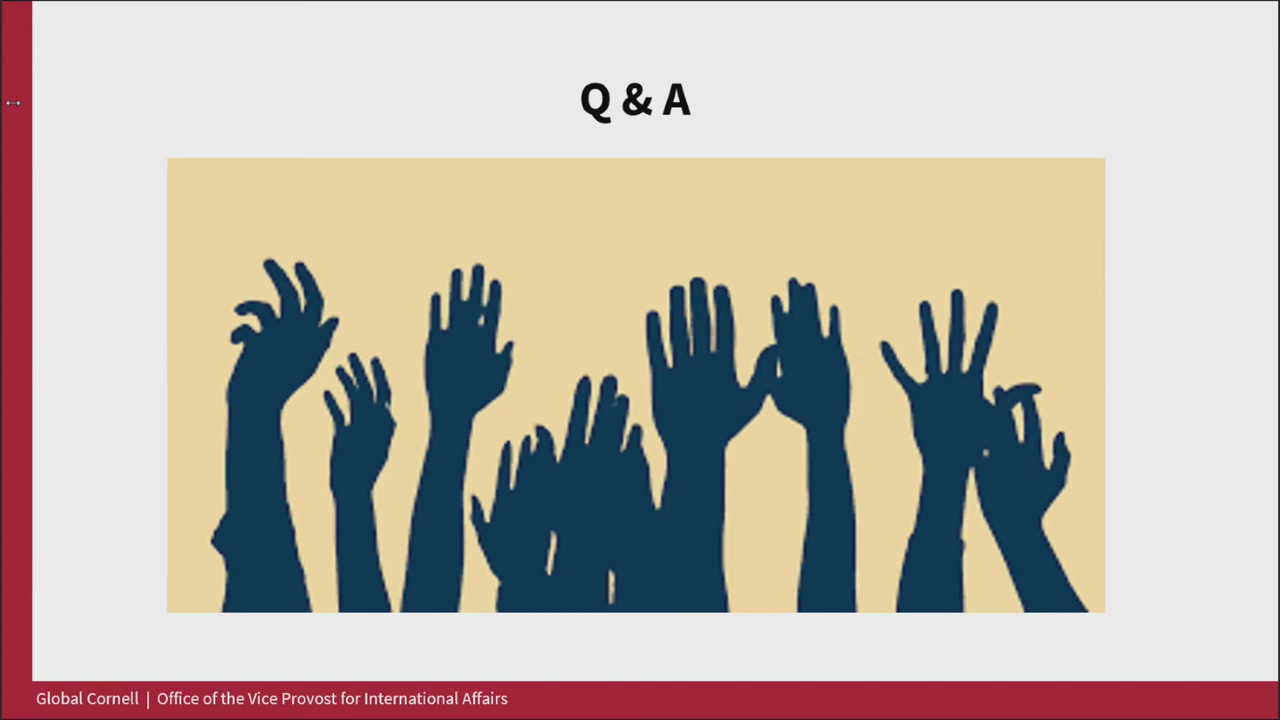 Q & A
Global Cornell | Office of the Vice Provost for International Affairs